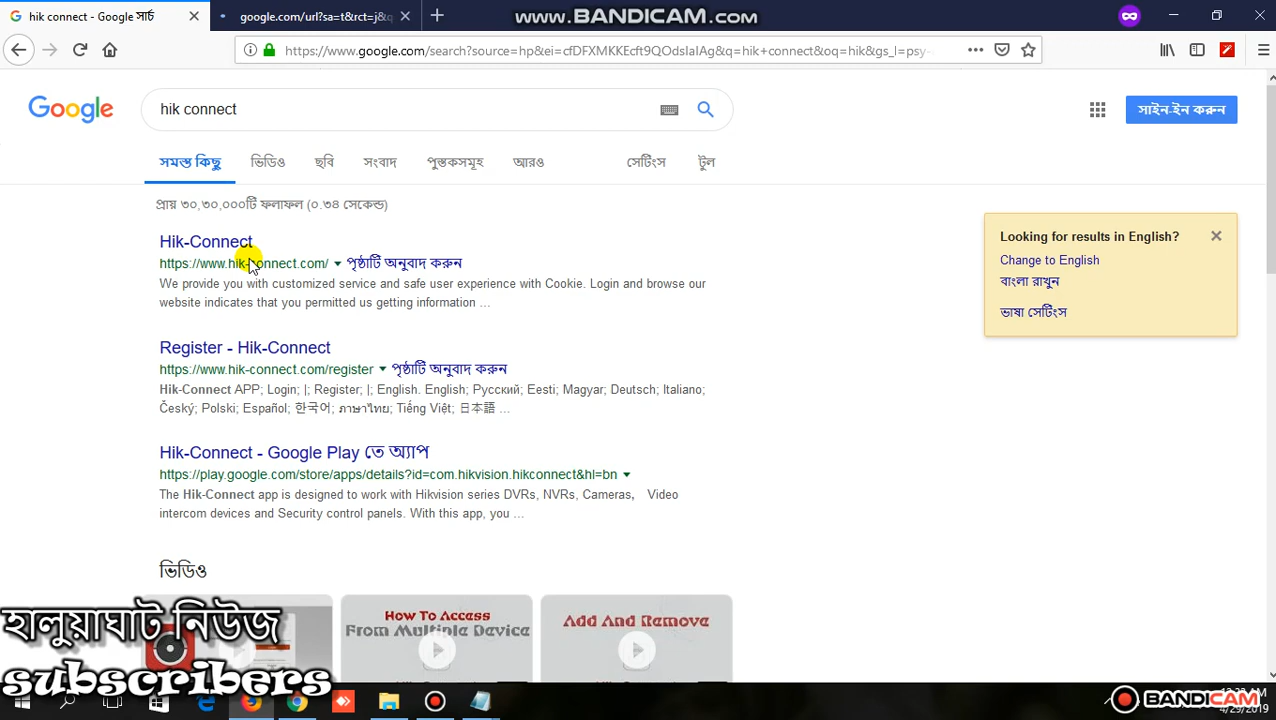 hik connect - Google সার্চ
google.com/url?sa=t&rct=j&q
www.BANDICAM.com
https://www.google.com/search?source=hp&ei=cfDFXMKKEcft9QOdsIaIAg&q=hik+connect&oq=hik&gs_l=psy-
Google
hik connect
সাইন-ইন করুন
সমস্ত কিছু ভিডিও ছবি সংবাদ পুস্তকসমূহ আরও সেটিংস টুল
প্রায় ৩০,৩০,০০০টি ফলাফল (০.৩৪ সেকেন্ড)
Looking for results in English?
Change to English
বাংলা রাখুন
ভাষা সেটিংস
Hik-Connect
https://www.hik-connect.com/ পৃষ্ঠাটি অনুবাদ করুন
We provide you with customized service and safe user experience with Cookie. Login and browse our
website indicates that you permitted us getting information ...
Register - Hik-Connect
https://www.hik-connect.com/register পৃষ্ঠাটি অনুবাদ করুন
Hik-Connect APP; Login; |; Register; |; English. English; Русский; Eesti; Magyar; Deutsch; Italiano;
Český; Polski; Español; 한국어; ภาษาไทย; Tiếng Việt; 日本語 ...
Hik-Connect - Google Play তে অ্যাপ
https://play.google.com/store/apps/details?id=com.hikvision.hikconnect&hl=bn
The Hik-Connect app is designed to work with Hikvision series DVRs, NVRs, Cameras， Video
intercom devices and Security control panels. With this app, you ...
ভিডিও
How To Access
From Multiple Device
Add And Remove
হালুয়াঘাট নিউজ
subscribers
BANDICAM
4/29/2019